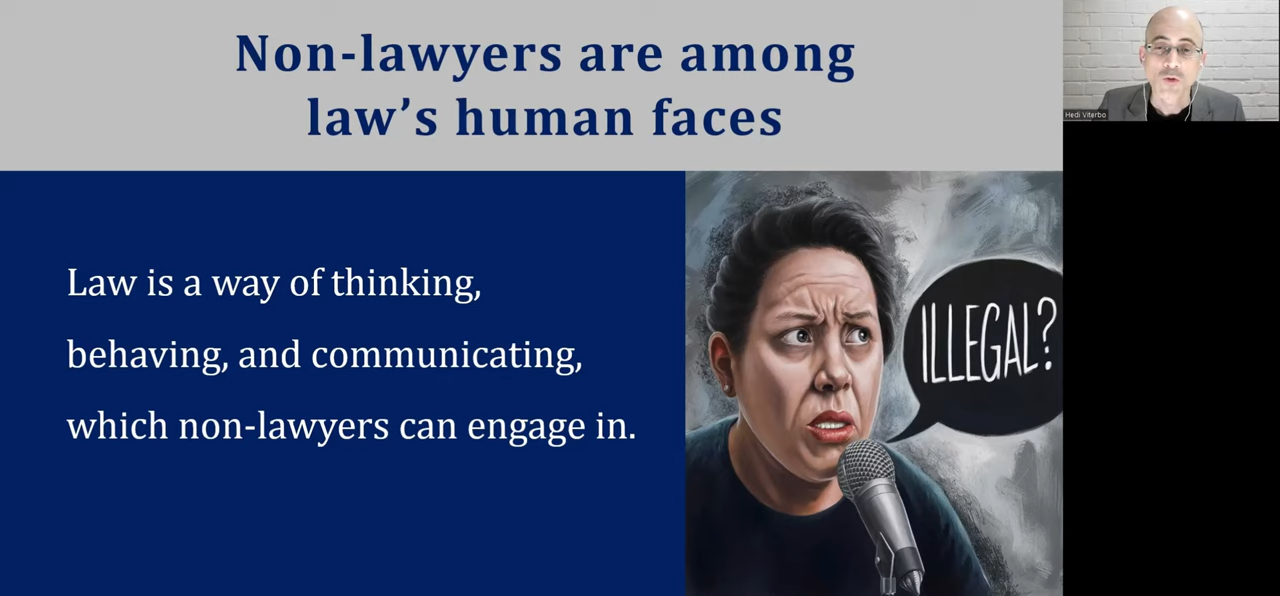 Non-lawyers are among
law’s human faces
Law is a way of thinking,
behaving, and communicating,
which non-lawyers can engage in.
ILLEGAL?
Hedi Viterbo